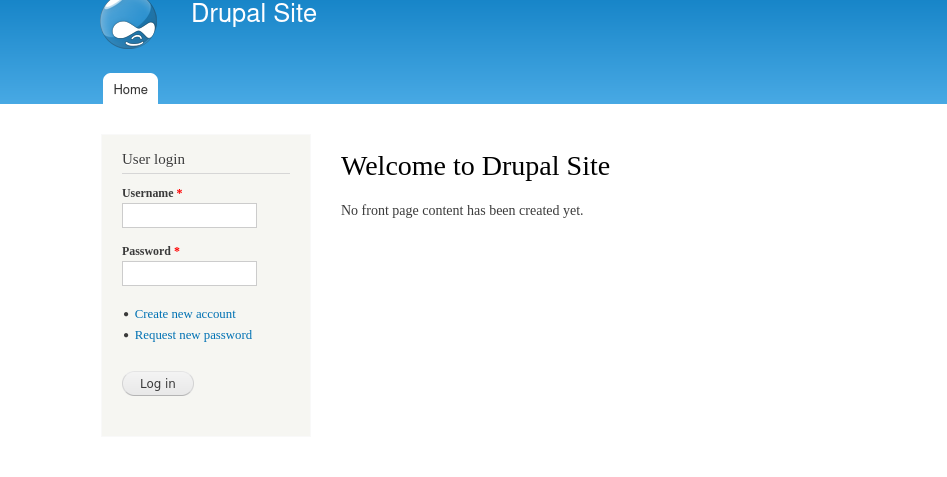 Drupal Site
Home
User login
Username *
Password *
Create new account
Request new password
Log in
Welcome to Drupal Site
No front page content has been created yet.